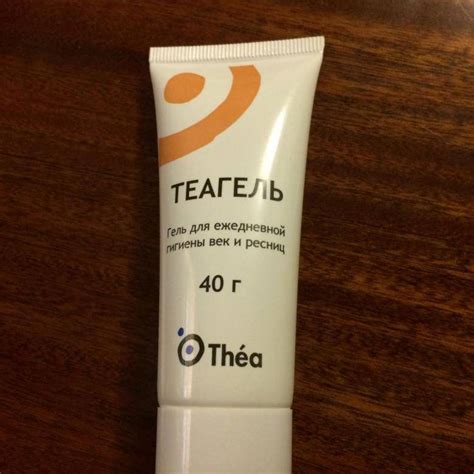 ТЕАГЕЛЬ
Гель для ежедневной
гигиены век и ресниц
40 г
Théa